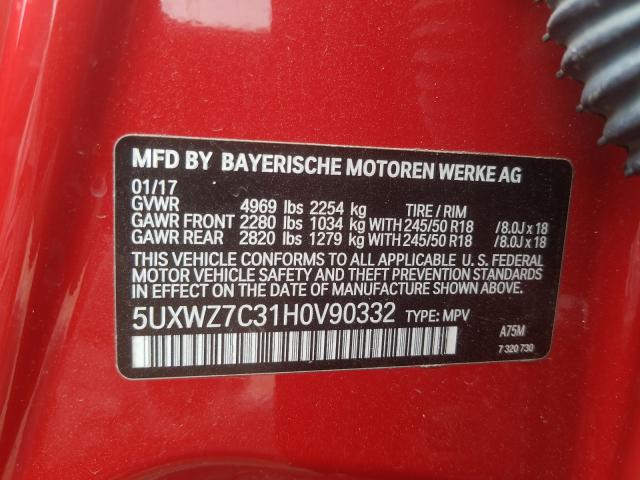 MFD BY BAYERISCHE MOTOREN WERKE AG
01/17
GVWR 4969 lbs 2254 kg TIRE / RIM
GAWR FRONT 2280 lbs 1034 kg WITH 245/50 R18 /8.0J x 18
GAWR REAR 2820 lbs 1279 kg WITH 245/50 R18 /8.0J x 18
THIS VEHICLE CONFORMS TO ALL APPLICABLE U. S. FEDERAL
MOTOR VEHICLE SAFETY AND THEFT PREVENTION STANDARDS
IN EFFECT ON THE DATE OF MANUFACTURE SHOWN ABOVE.
5UXWZ7C31H0V90332 TYPE: MPV
A75M
7 320 730